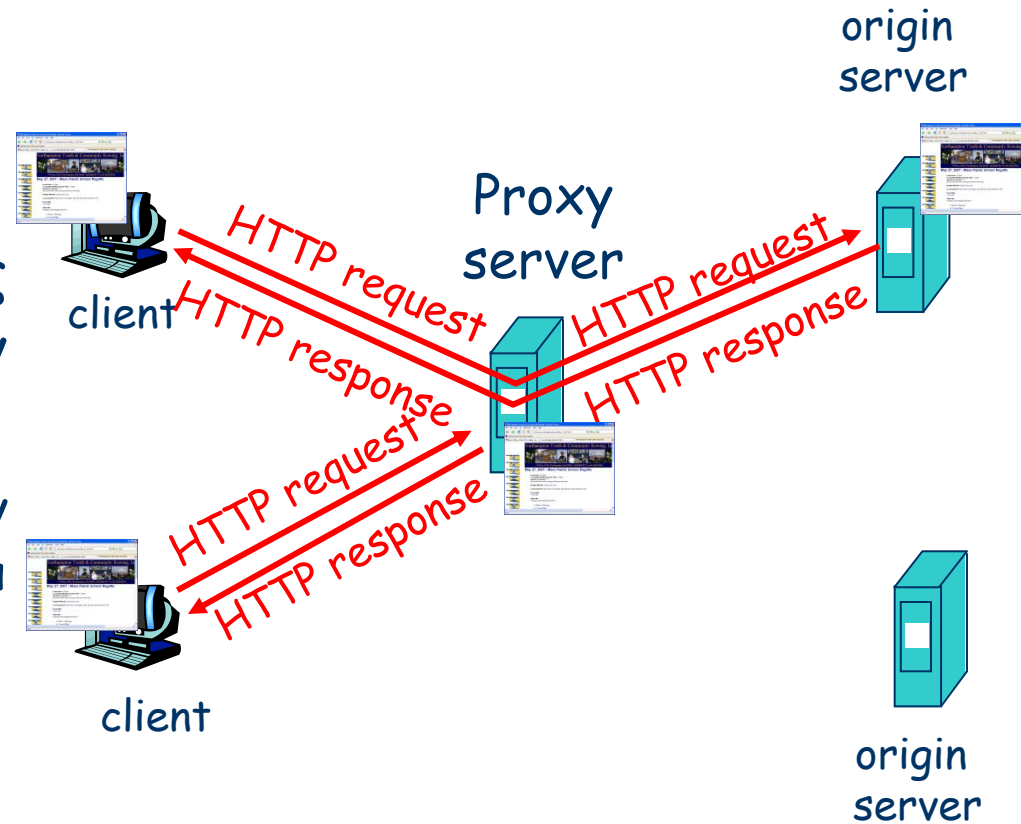 origin
server
Proxy
server
client
HTTP request
HTTP response
HTTP request
HTTP response
HTTP request
HTTP response
client
origin
server